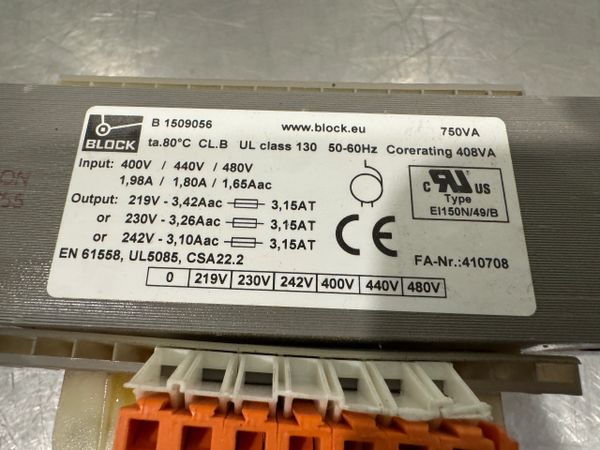 B 1509056 www.block.eu 750VA
BLOCK
ta.80°C CL.B UL class 130 50-60Hz Corerating 408VA
Input: 400V / 440V / 480V
1,98A / 1,80A / 1,65Aac
Output: 219V - 3,42Aac 3,15AT
or 230V - 3,26Aac 3,15AT
or 242V - 3,10Aac 3,15AT
EN 61558, UL5085, CSA22.2
c RU US
Type
EI150N/49/B
CE
FA-Nr.:410708
0 219V 230V 242V 400V 440V 480V